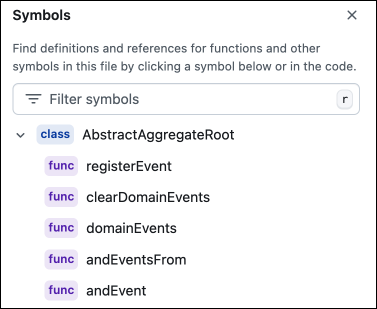 Symbols
Find definitions and references for functions and other
symbols in this file by clicking a symbol below or in the code.
Filter symbols r
class AbstractAggregateRoot
func registerEvent
func clearDomainEvents
func domainEvents
func andEventsFrom
func andEvent